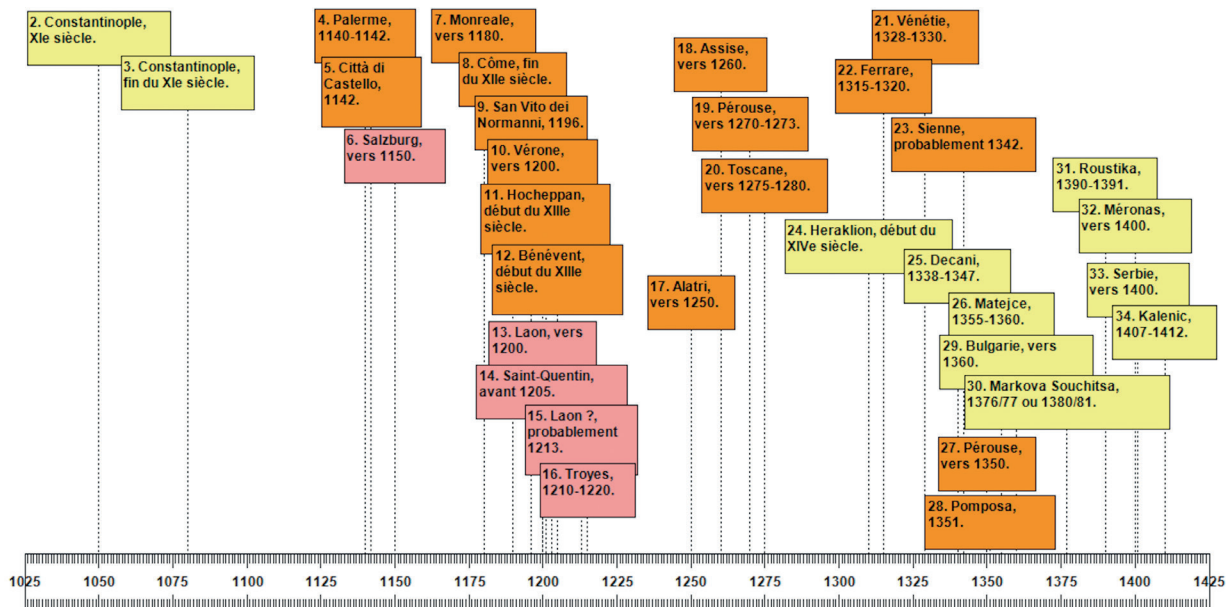 2. Constantinople,
XIe siècle.
3. Constantinople,
fin du XIe siècle.
4. Palerme,
1140-1142.
5. Città di
Castello,
1142.
6. Salzburg,
vers 1150.
7. Monreale,
vers 1180.
8. Côme, fin
du XIIe siècle.
9. San Vito dei
Normanni, 1196.
10. Vérone,
vers 1200.
11. Hocheppan,
début du XIIIe
siècle.
12. Bénévent,
début du XIIIe
siècle.
13. Laon, vers
1200.
14. Saint-Quentin,
avant 1205.
15. Laon ?,
probablement
1213.
16. Troyes,
1210-1220.
17. Alatri,
vers 1250.
18. Assise,
vers 1260.
19. Pérouse,
vers 1270-1273.
20. Toscane,
vers 1275-1280.
21. Vénétie,
1328-1330.
22. Ferrare,
1315-1320.
23. Sienne,
probablement 1342.
24. Heraklion, début du
XIVe siècle.
25. Decani,
1338-1347.
26. Matejce,
1355-1360.
29. Bulgarie, vers
1360.
30. Markova Souchitsa,
1376/77 ou 1380/81.
27. Pérouse,
vers 1350.
28. Pomposa,
1351.
31. Roustika,
1390-1391.
32. Méronas,
vers 1400.
33. Serbie,
vers 1400.
34. Kalenic,
1407-1412.
1025 1050 1075 1100 1125 1150 1175 1200 1225 1250 1275 1300 1325 1350 1375 1400 1425